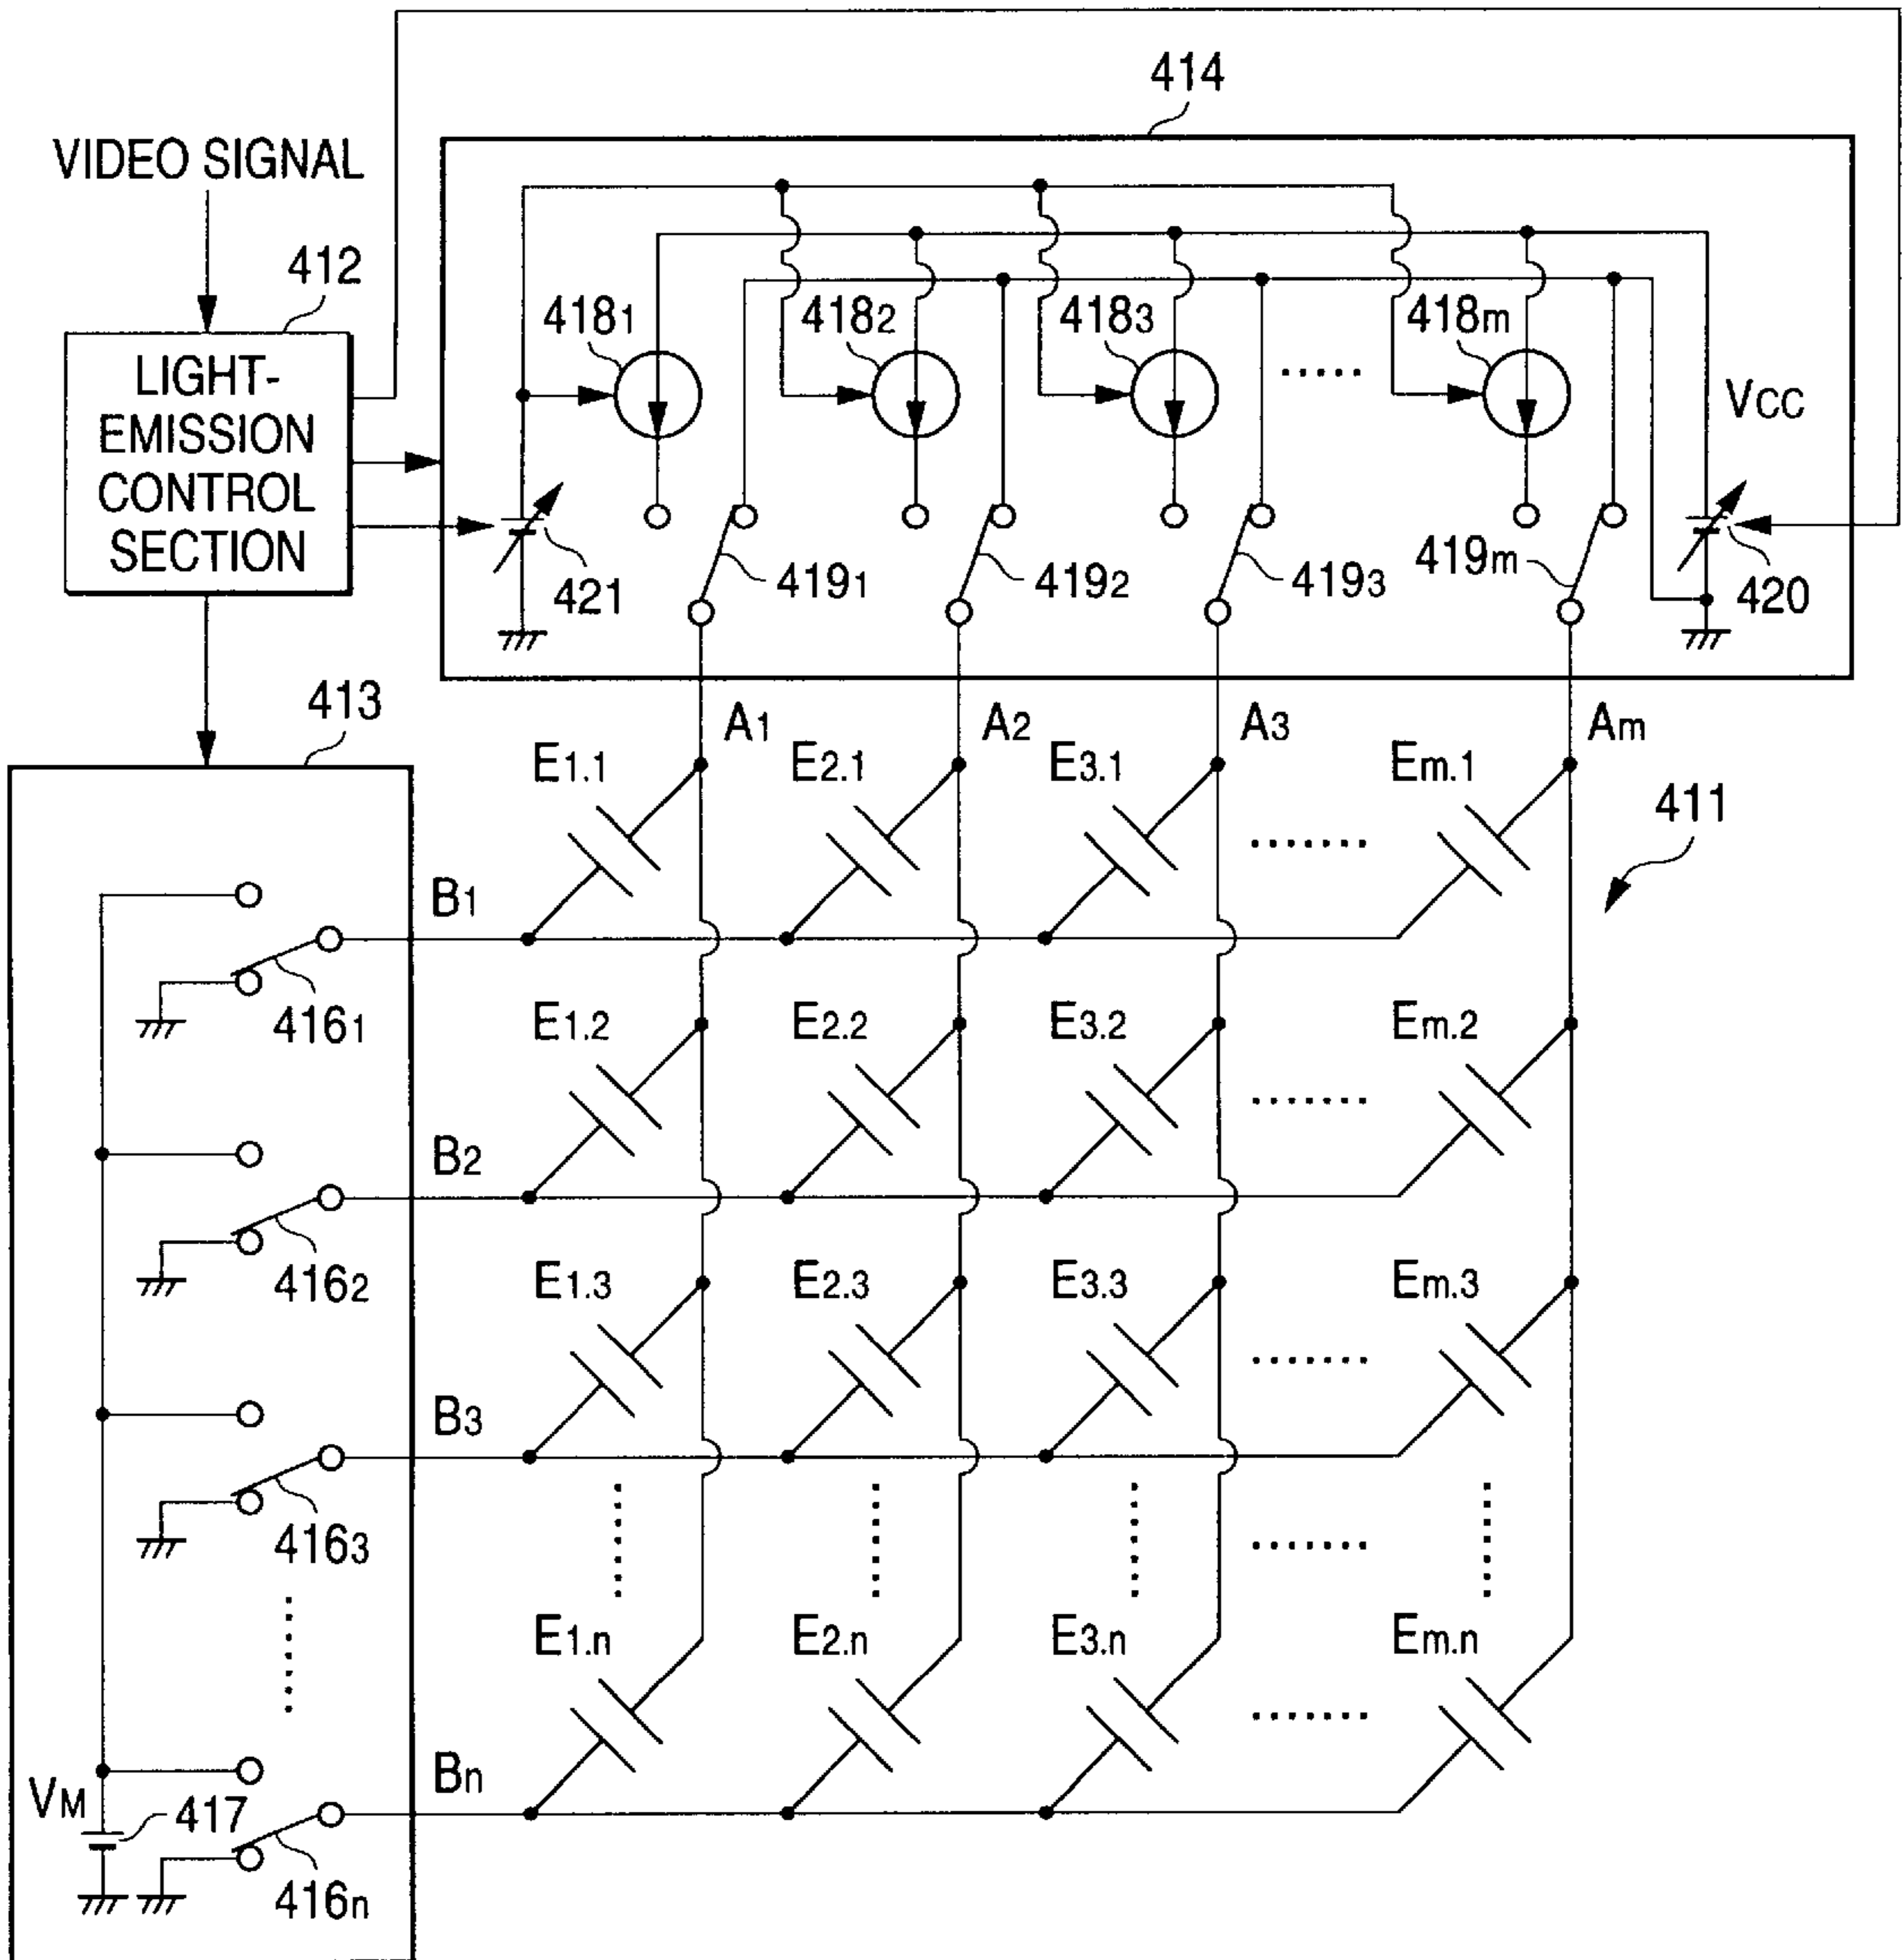 414
VIDEO SIGNAL
412
LIGHT-
EMISSION
CONTROL
SECTION
4181
4182
4183
418m
.....
VCC
421
4191
4192
4193
419m
420
413
A1
A2
A3
Am
E1.1
E2.1
E3.1
Em.1
411
.......
B1
4161
E1.2
E2.2
E3.2
Em.2
.......
B2
4162
E1.3
E2.3
E3.3
Em.3
.......
B3
4163
.......
E1.n
E2.n
E3.n
Em.n
.......
Bn
VM
417
416n